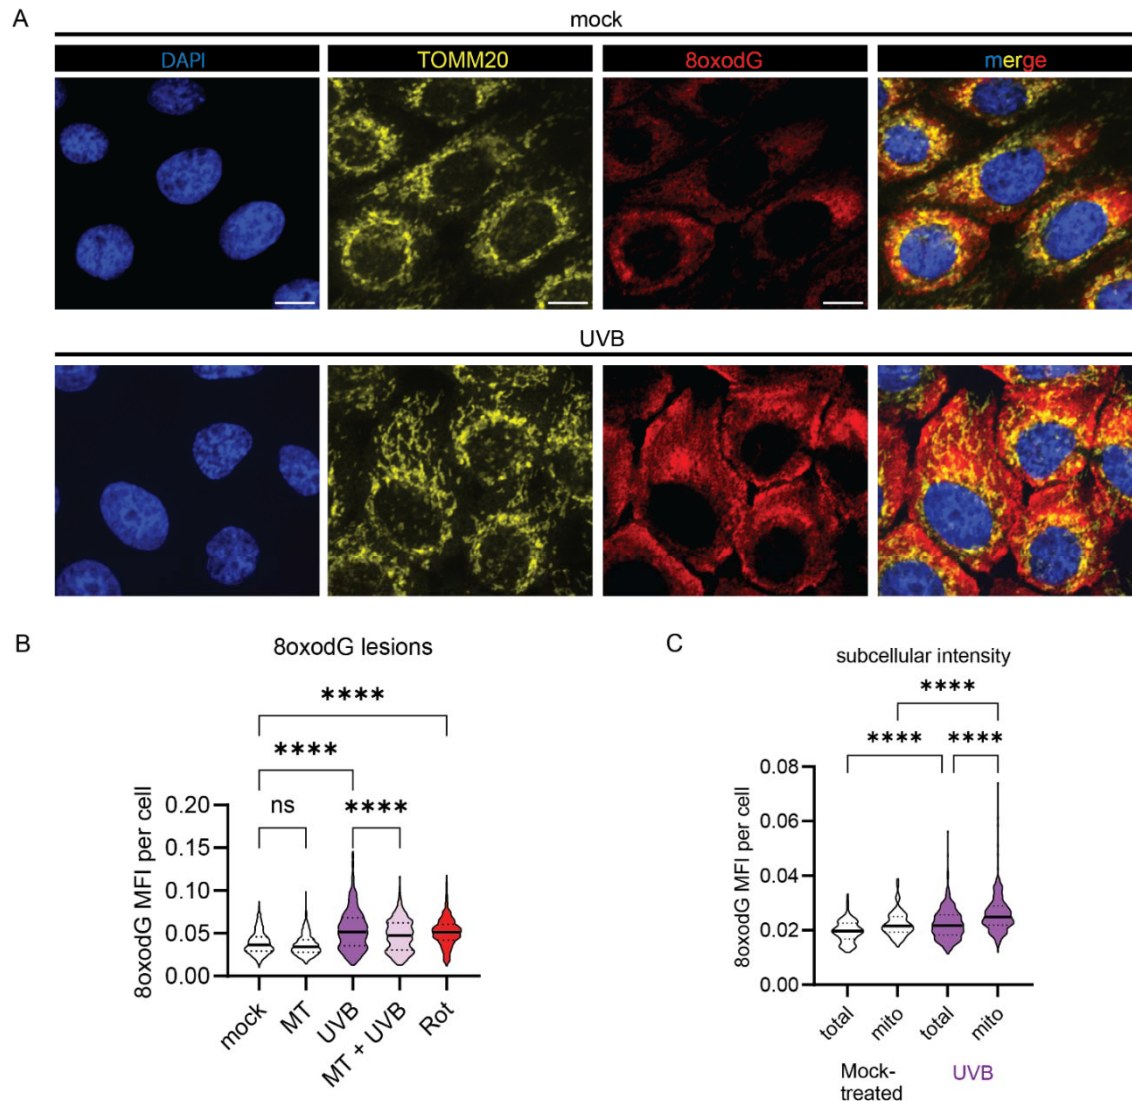 A
mock
DAPI TOMM20 8oxodG merge
UVB
B
8oxodG lesions
****
****
ns ****
8oxodG MFI per cell
0.20
0.15
0.10
0.05
0.00
mock MT UVB MT + UVB Rot
C
subcellular intensity
****
**** ****
8oxodG MFI per cell
0.08
0.06
0.04
0.02
0.00
total mito total mito
Mock-
treated
UVB